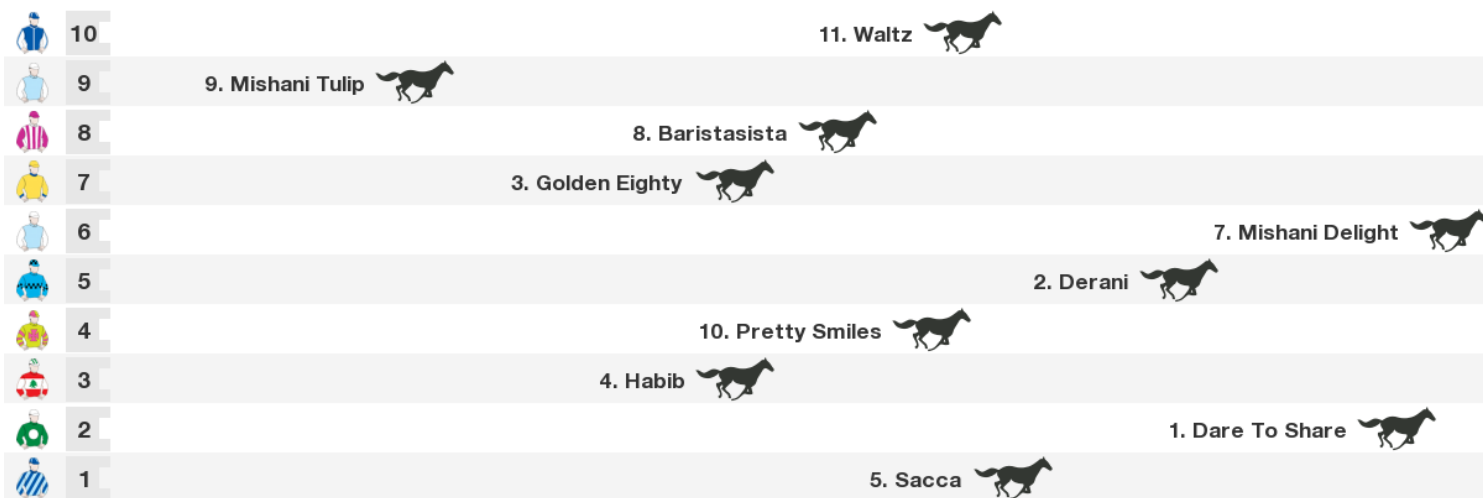 10 11. Waltz
9 9. Mishani Tulip
8 8. Baristasista
7 3. Golden Eighty
6 7. Mishani Delight
5 2. Derani
4 10. Pretty Smiles
3 4. Habib
2 1. Dare To Share
1 5. Sacca